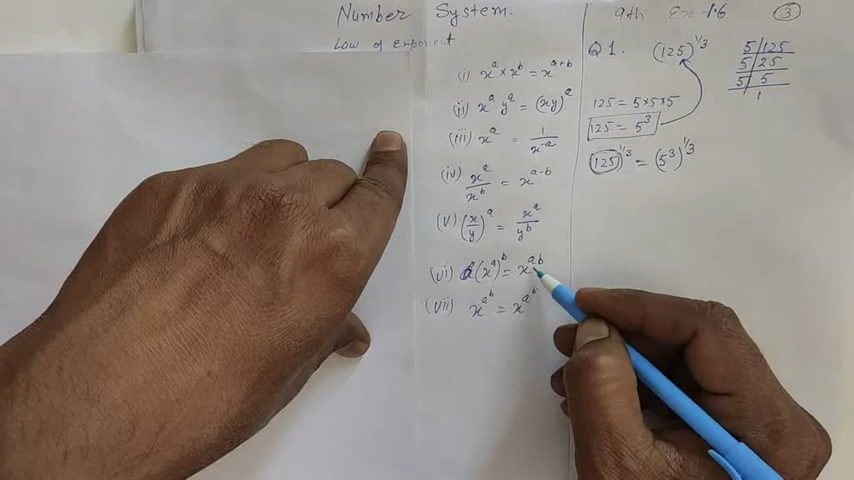 Number System.
Law of exponent
(i) x^a × x^b = x^{a+b}
(ii) x^a · y^a = (xy)^a
(iii) x^a = 1/x^{-a}
(iv) x^a/x^b = x^{a-b}
(v) (x/y)^a = x^a/y^b
(vi) (x^a)^b = x^{ab}
(vii) x^{a^b} = x^{a^b}
9th Ex-1.6 (3)
Q1. (125)^{1/3}
5 | 125
5 | 25
5 | 5
1
125 = 5×5×5
125 = 5^3
(125)^{1/3} = (5^3)^{1/3}